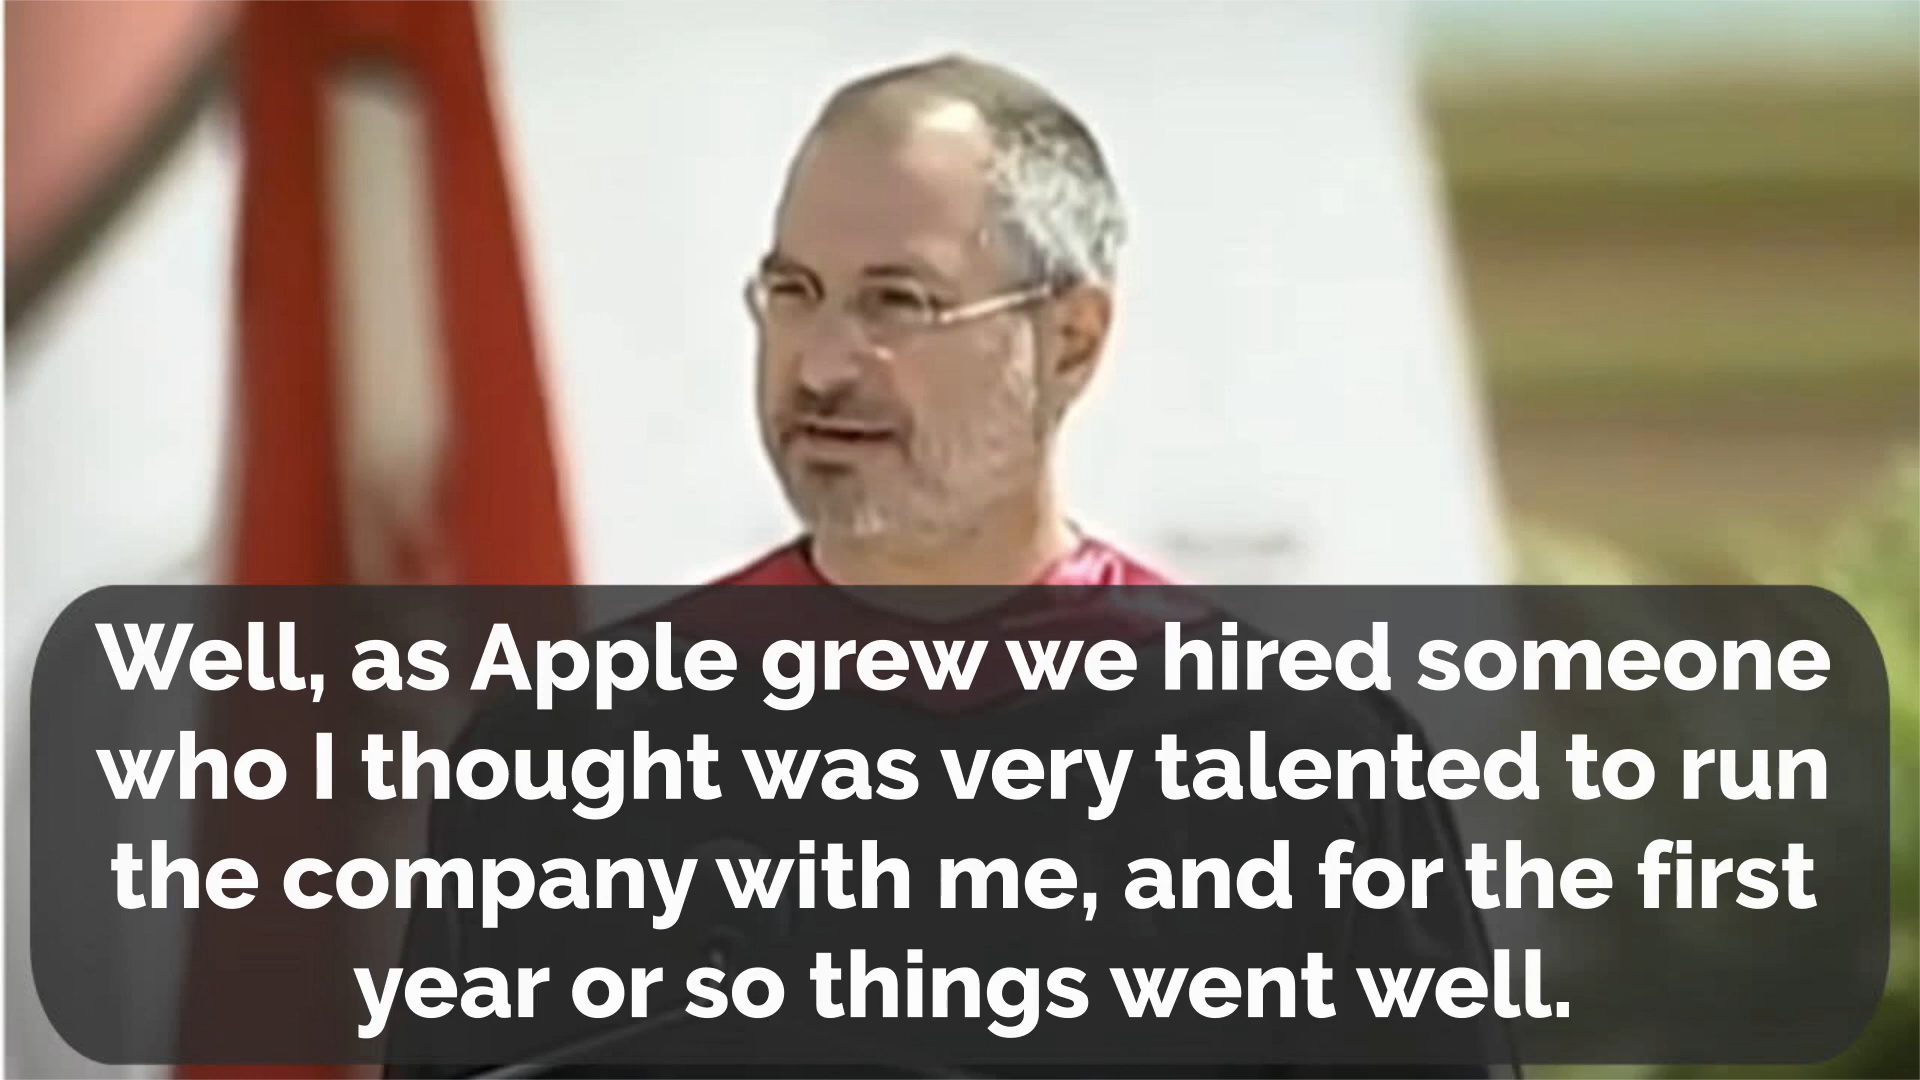 Well, as Apple grew we hired someone
who I thought was very talented to run
the company with me, and for the first
year or so things went well.